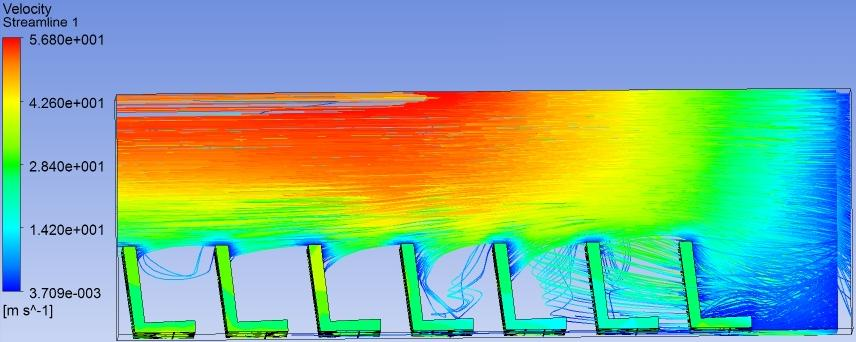 Velocity
Streamline 1
5.680e+001
4.260e+001
2.840e+001
1.420e+001
3.709e-003
[m s^-1]